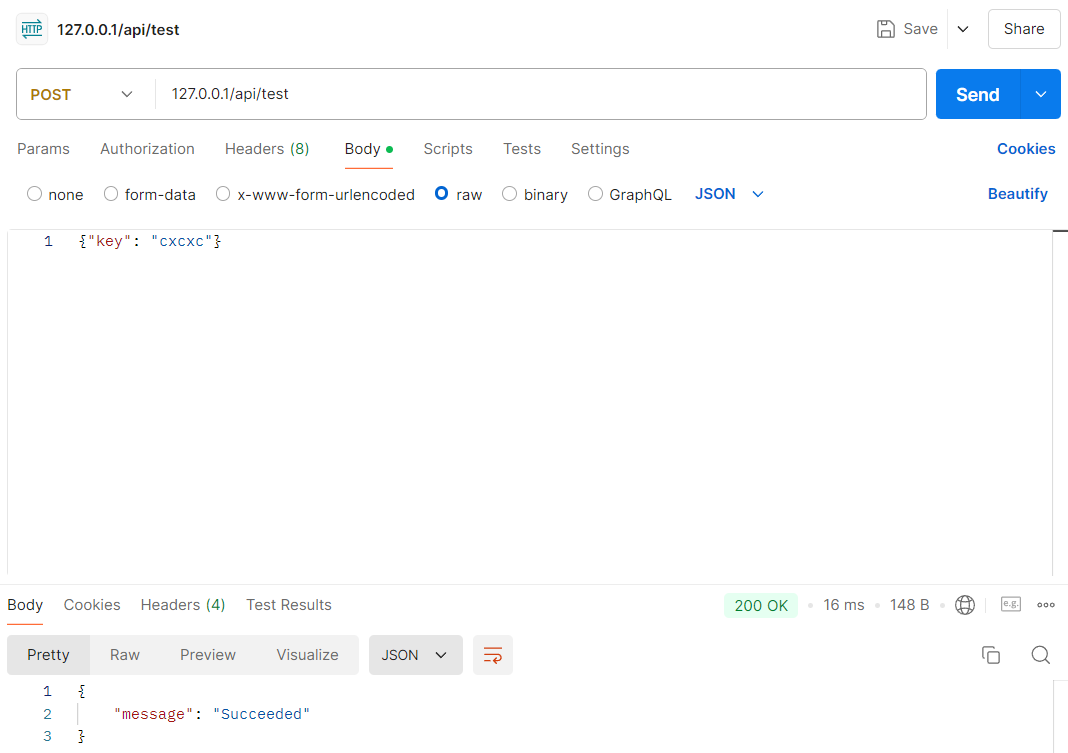 HTTP 127.0.0.1/api/test Save Share
POST 127.0.0.1/api/test Send
Params Authorization Headers (8) Body Scripts Tests Settings Cookies
none form-data x-www-form-urlencoded raw binary GraphQL JSON Beautify
1 {"key": "cxcxc"}
Body Cookies Headers (4) Test Results 200 OK 16 ms 148 B e.g.
Pretty Raw Preview Visualize JSON
1 {
2 "message": "Succeeded"
3 }